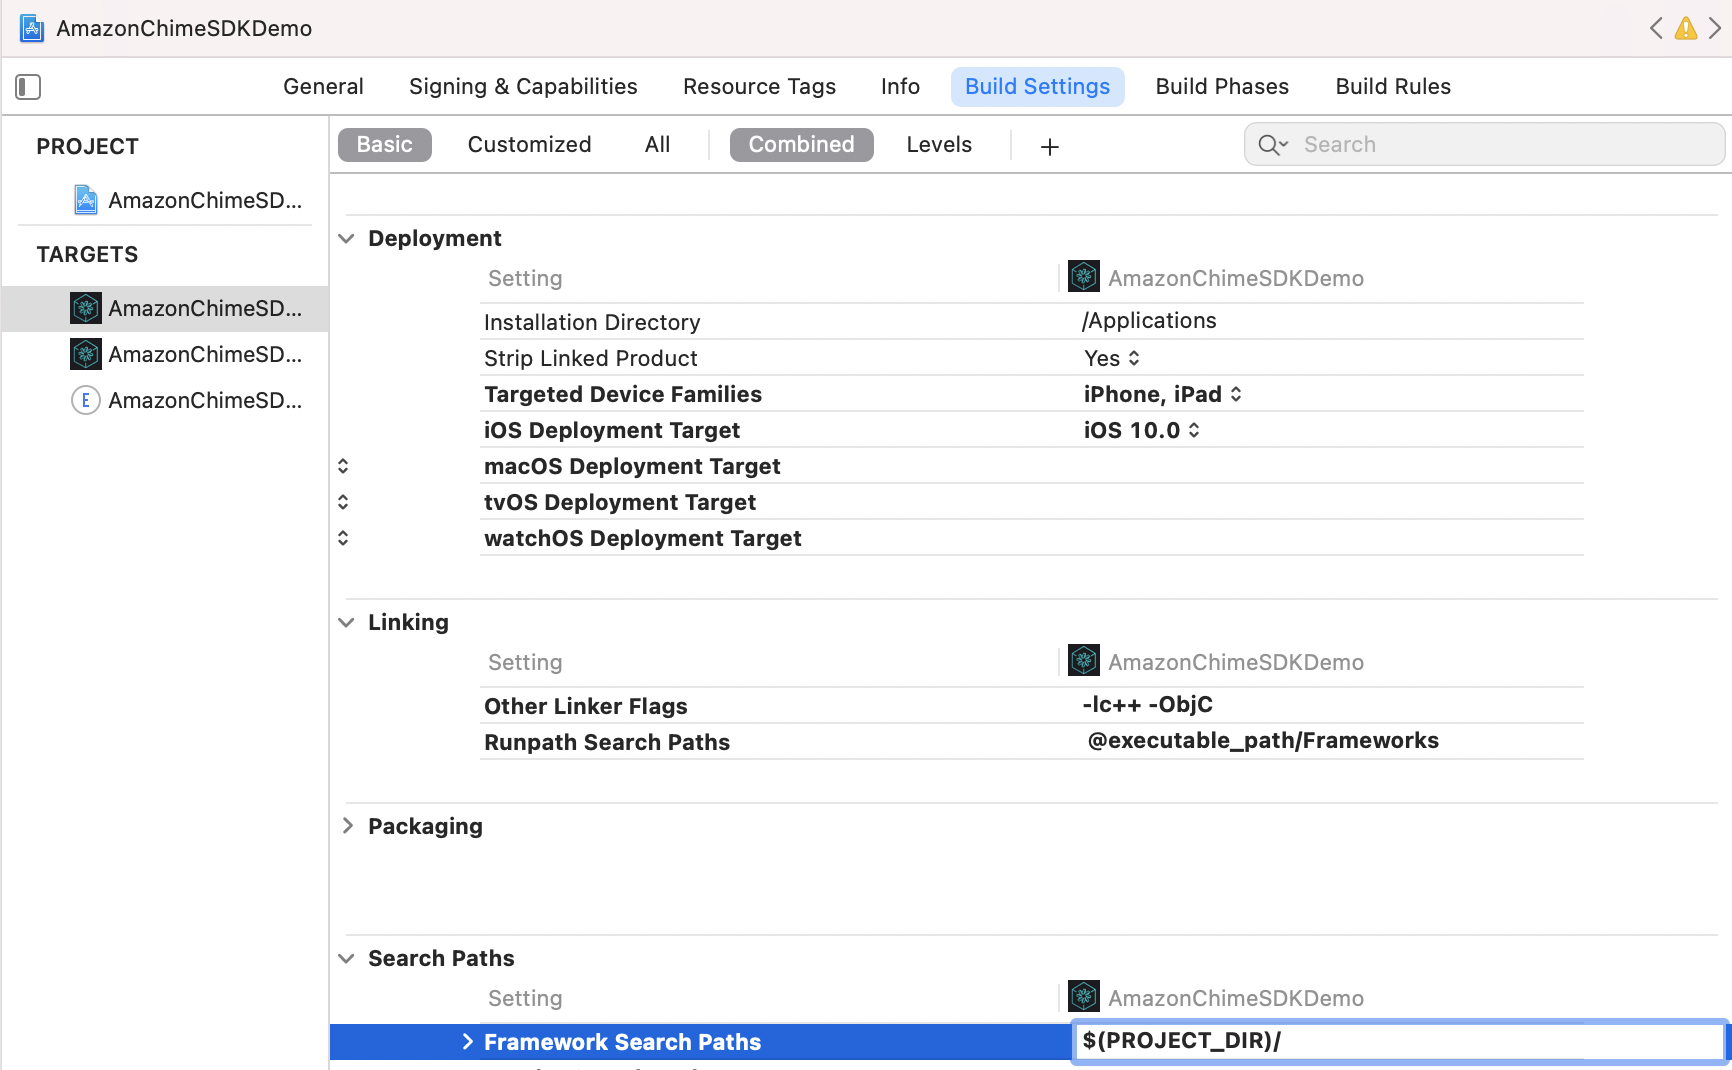 AmazonChimeSDKDemo
General Signing & Capabilities Resource Tags Info Build Settings Build Phases Build Rules
PROJECT
AmazonChimeSD...
TARGETS
AmazonChimeSD...
AmazonChimeSD...
E AmazonChimeSD...
Basic Customized All Combined Levels + Search
Deployment
Setting AmazonChimeSDKDemo
Installation Directory /Applications
Strip Linked Product Yes
Targeted Device Families iPhone, iPad
iOS Deployment Target iOS 10.0
macOS Deployment Target
tvOS Deployment Target
watchOS Deployment Target
Linking
Setting AmazonChimeSDKDemo
Other Linker Flags -lc++ -ObjC
Runpath Search Paths @executable_path/Frameworks
Packaging
Search Paths
Setting AmazonChimeSDKDemo
Framework Search Paths $(PROJECT_DIR)/